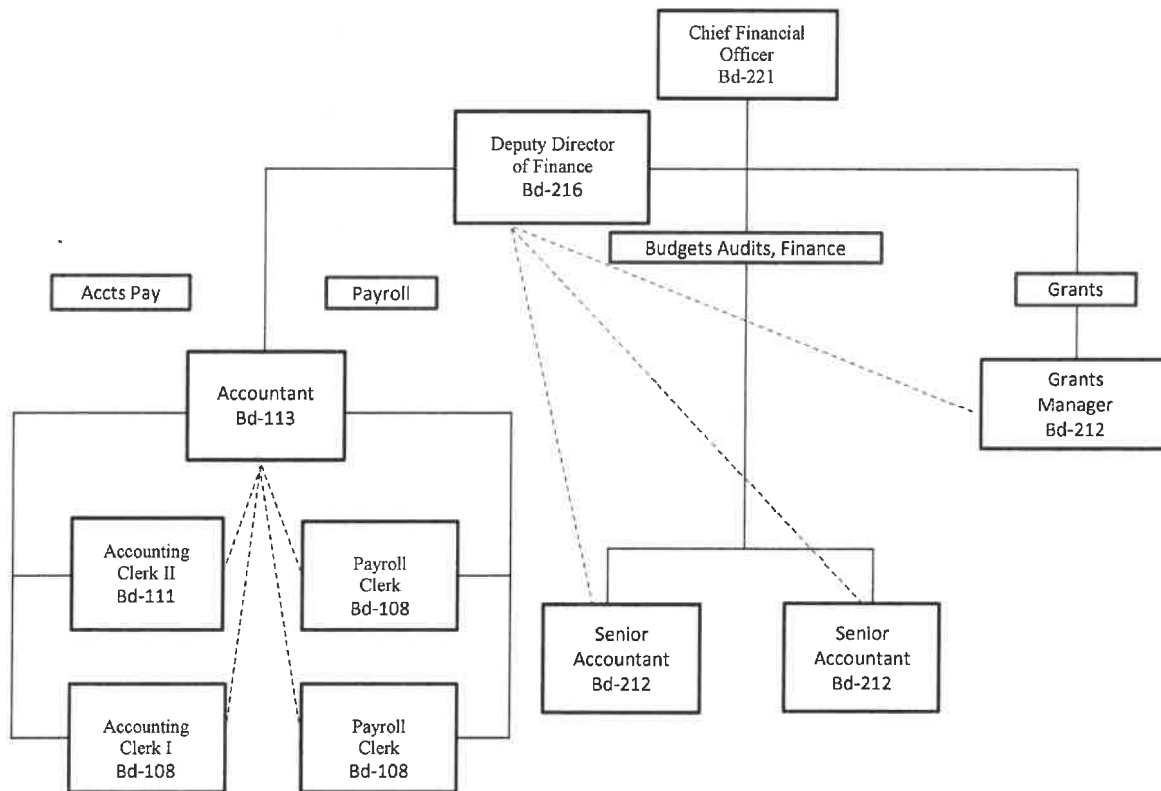 Chief Financial
Officer
Bd-221
Deputy Director
of Finance
Bd-216
Budgets Audits, Finance
Accts Pay
Payroll
Grants
Accountant
Bd-113
Grants
Manager
Bd-212
Accounting
Clerk II
Bd-111
Payroll
Clerk
Bd-108
Senior
Accountant
Bd-212
Senior
Accountant
Bd-212
Accounting
Clerk I
Bd-108
Payroll
Clerk
Bd-108